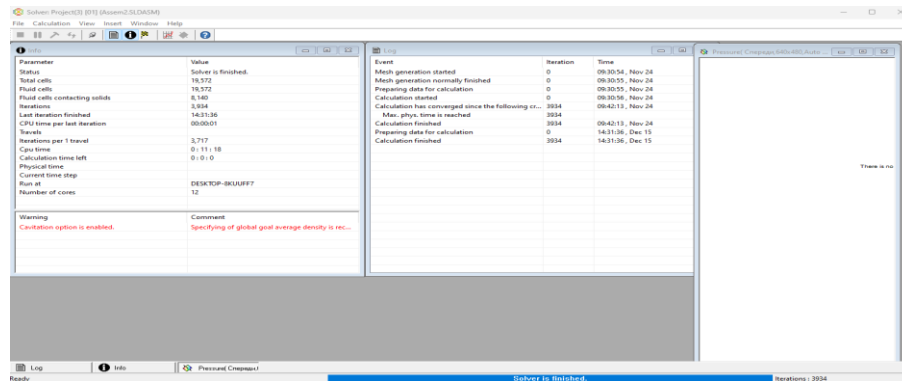 Solver: Project(3) [01] (Assem2.SLDASM)
File Calculation View Insert Window Help
Info
Parameter Value
Status Solver is finished.
Total cells 19,572
Fluid cells 19,572
Fluid cells contacting solids 8,140
Iterations 3,934
Last iteration finished 14:31:36
CPU time per last iteration 00:00:01
Travels
Iterations per 1 travel 3,717
Cpu time 0 : 11 : 18
Calculation time left 0 : 0 : 0
Physical time
Current time step
Run at DESKTOP-8KUUFF7
Number of cores 12
Warning Comment
Cavitation option is enabled. Specifying of global goal average density is rec...
Log
Event Iteration Time
Mesh generation started 0 09:30:54 , Nov 24
Mesh generation normally finished 0 09:30:55 , Nov 24
Preparing data for calculation 0 09:30:55 , Nov 24
Calculation started 0 09:30:56 , Nov 24
Calculation has converged since the following cr... 3934 09:42:13 , Nov 24
Max. phys. time is reached 3934
Calculation finished 3934 09:42:13 , Nov 24
Preparing data for calculation 0 14:31:36 , Dec 15
Calculation finished 3934 14:31:36 , Dec 15
Pressure( Спереди),640x480,Auto ...
There is no
Log Info Pressure( Спереди)
Ready Solver is finished. Iterations : 3934